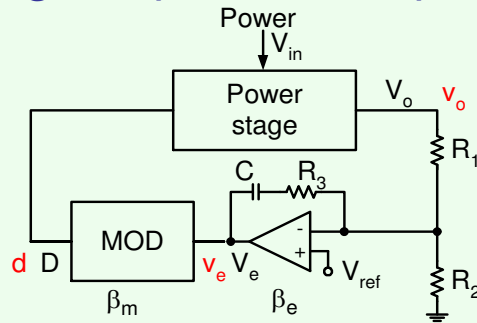 Power
V_in
Power
stage
V_o v_o
R_1
C R_3
MOD
d D
v_e V_e
-
+
V_ref
R_2
β_m
β_e